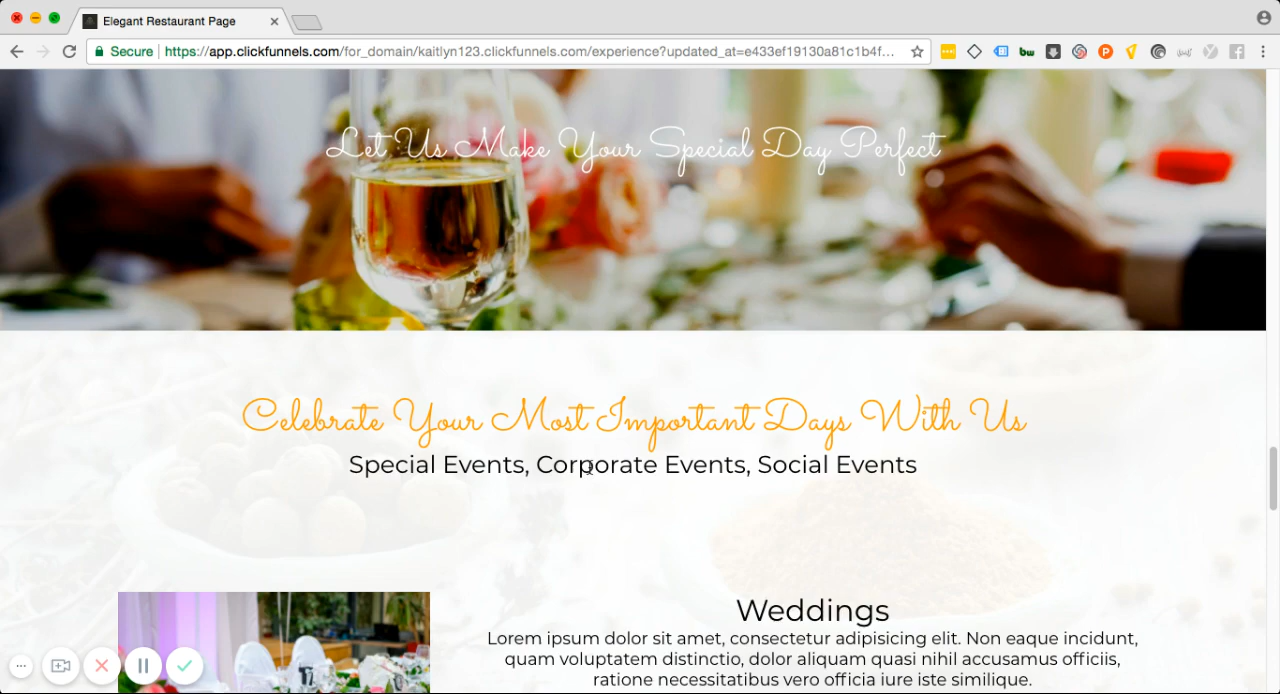 Elegant Restaurant Page
Secure https://app.clickfunnels.com/for_domain/kaitlyn123.clickfunnels.com/experience?updated_at=e433ef19130a81c1b4f...
bw
P
Let Us Make Your Special Day Perfect
Celebrate Your Most Important Days With Us
Special Events, Corporate Events, Social Events
Weddings
Lorem ipsum dolor sit amet, consectetur adipisicing elit. Non eaque incidunt,
quam voluptatem distinctio, dolor aliquam quasi nihil accusamus officiis,
ratione necessitatibus vero officia iure iste similique.